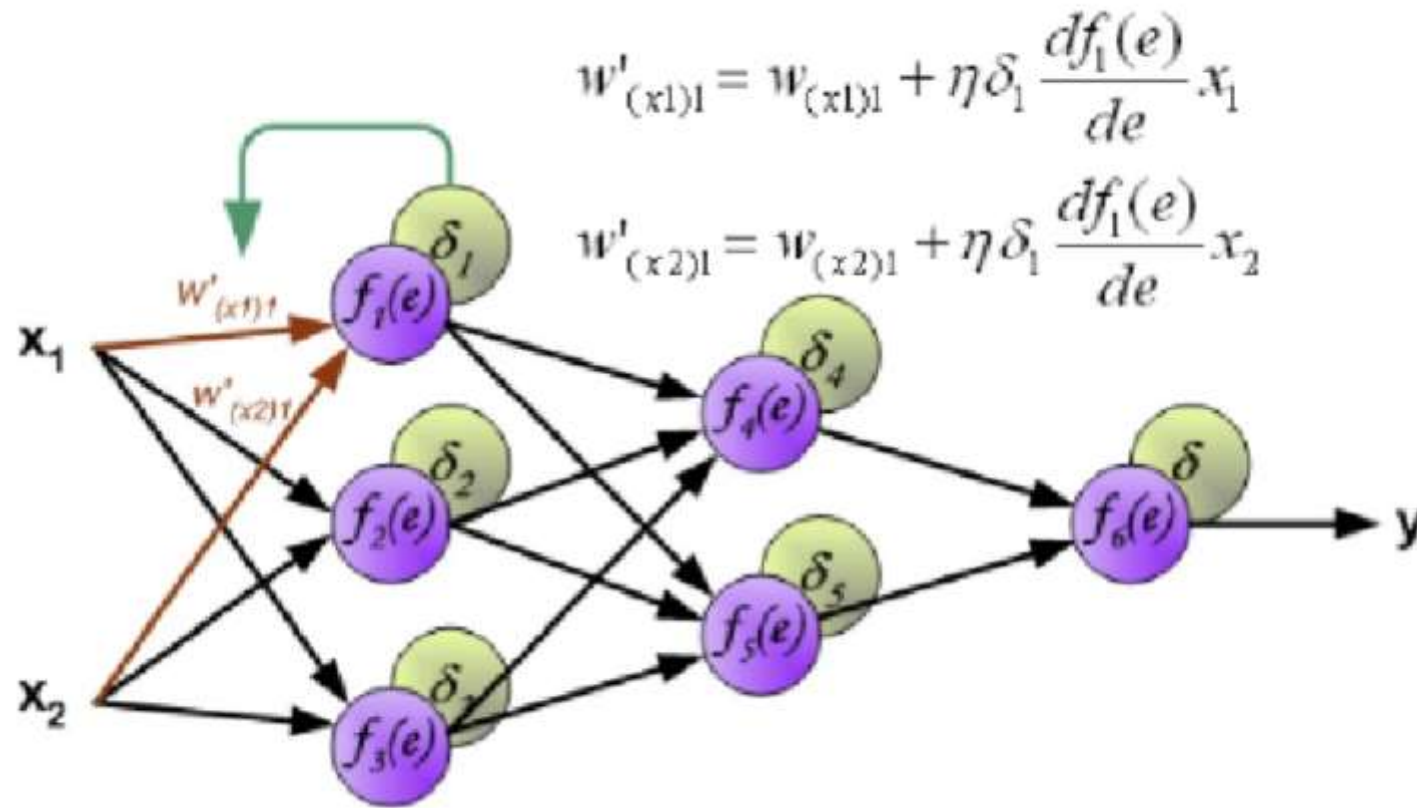 w'(x1)1 = w(x1)1 + η δ1 df1(e)/de x1
w'(x2)1 = w(x2)1 + η δ1 df1(e)/de x2
δ1
f1(e)
w'(x1)1
x1
w'(x2)1
δ4
f4(e)
δ2
f2(e)
δ
f6(e)
y
δ5
f5(e)
x2
f3(e)